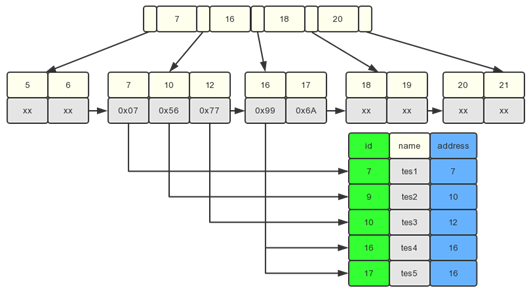 7 16 18 20
5 6 7 10 12 16 17 18 19 20 21
xx xx 0x07 0x56 0x77 0x99 0x6A xx xx xx xx
id name address
7 tes1 7
9 tes2 10
10 tes3 12
16 tes4 16
17 tes5 16